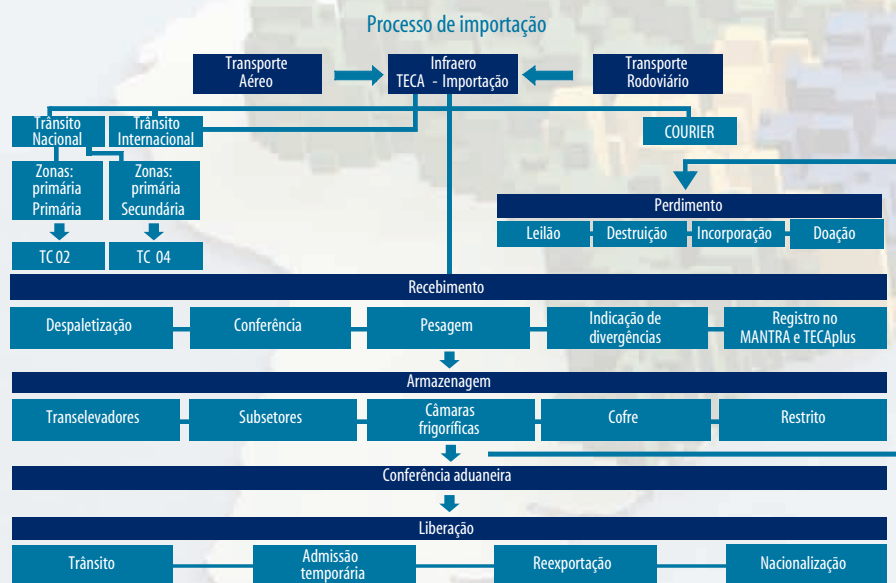 Processo de importação
Transporte
Aéreo
Infraero
TECA - Importação
Transporte
Rodoviário
Trânsito
Nacional
Trânsito
Internacional
COURIER
Zonas:
primária
Primária
Zonas:
primária
Secundária
Perdimento
Leilão
Destruição
Incorporação
Doação
TC 02
TC 04
Recebimento
Despaletização
Conferência
Pesagem
Indicação de
divergências
Registro no
MANTRA e TECAplus
Armazenagem
Transelevadores
Subsetores
Câmaras
frigoríficas
Cofre
Restrito
Conferência aduaneira
Liberação
Trânsito
Admissão
temporária
Reexportação
Nacionalização